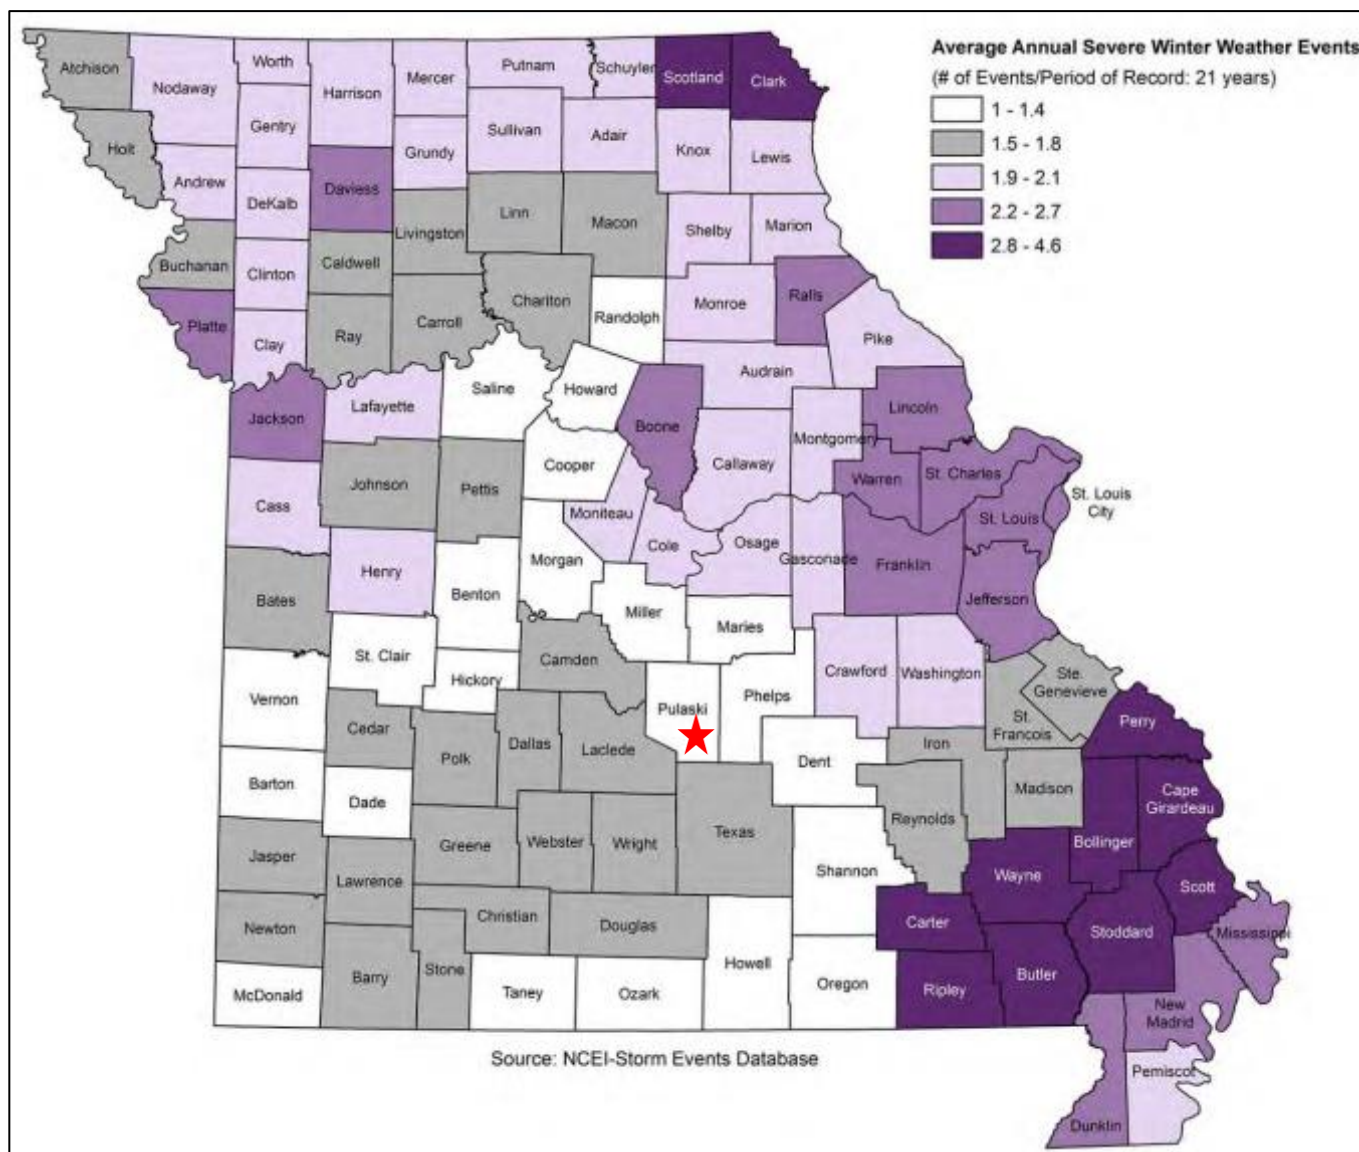 Average Annual Severe Winter Weather Events
(# of Events/Period of Record: 21 years)
1 - 1.4
1.5 - 1.8
1.9 - 2.1
2.2 - 2.7
2.8 - 4.6
Atchison
Nodaway
Worth
Harrison
Mercer
Putnam
Schuyler
Scotland
Clark
Holt
Gentry
Sullivan
Adair
Knox
Lewis
Andrew
DeKalb
Daviess
Grundy
Livingston
Linn
Macon
Shelby
Marion
Buchanan
Clinton
Caldwell
Chariton
Randolph
Monroe
Ralls
Platte
Clay
Ray
Carroll
Pike
Audrain
Jackson
Lafayette
Saline
Howard
Boone
Callaway
Montgomery
Lincoln
Cooper
Warren
St. Charles
St. Louis
City
Johnson
Pettis
Cass
Moniteau
Cole
Osage
Gasconade
Franklin
St. Louis
Henry
Morgan
Bates
Benton
Miller
Maries
Jefferson
St. Clair
Camden
Crawford
Washington
Ste.
Genevieve
Vernon
Hickory
Pulaski
Phelps
St.
Francois
Perry
Cedar
Polk
Dallas
Laclede
Dent
Iron
Barton
Dade
Madison
Cape
Girardeau
Jasper
Greene
Webster
Wright
Texas
Reynolds
Bollinger
Lawrence
Shannon
Wayne
Scott
Newton
Christian
Douglas
Carter
Stoddard
Mississippi
McDonald
Barry
Stone
Taney
Ozark
Howell
Oregon
Ripley
Butler
New
Madrid
Pemiscot
Dunklin
Source: NCEI-Storm Events Database